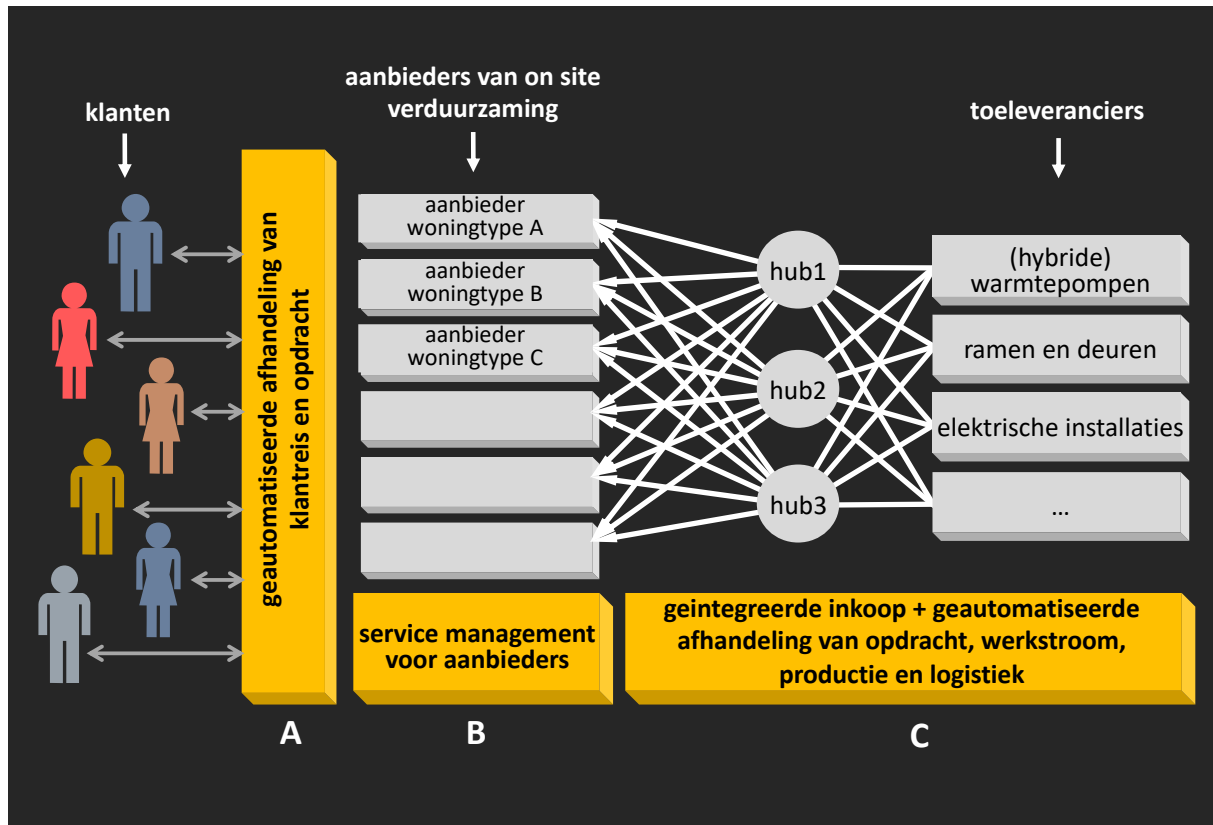 klanten
aanbieders van on site
verduurzaming
toeleveranciers
geautomatiseerde afhandeling van
klantreis en opdracht
aanbieder
woningtype A
aanbieder
woningtype B
aanbieder
woningtype C
hub1
hub2
hub3
(hybride)
warmtepompen
ramen en deuren
elektrische installaties
...
service management
voor aanbieders
geintegreerde inkoop + geautomatiseerde
afhandeling van opdracht, werkstroom,
productie en logistiek
A
B
C